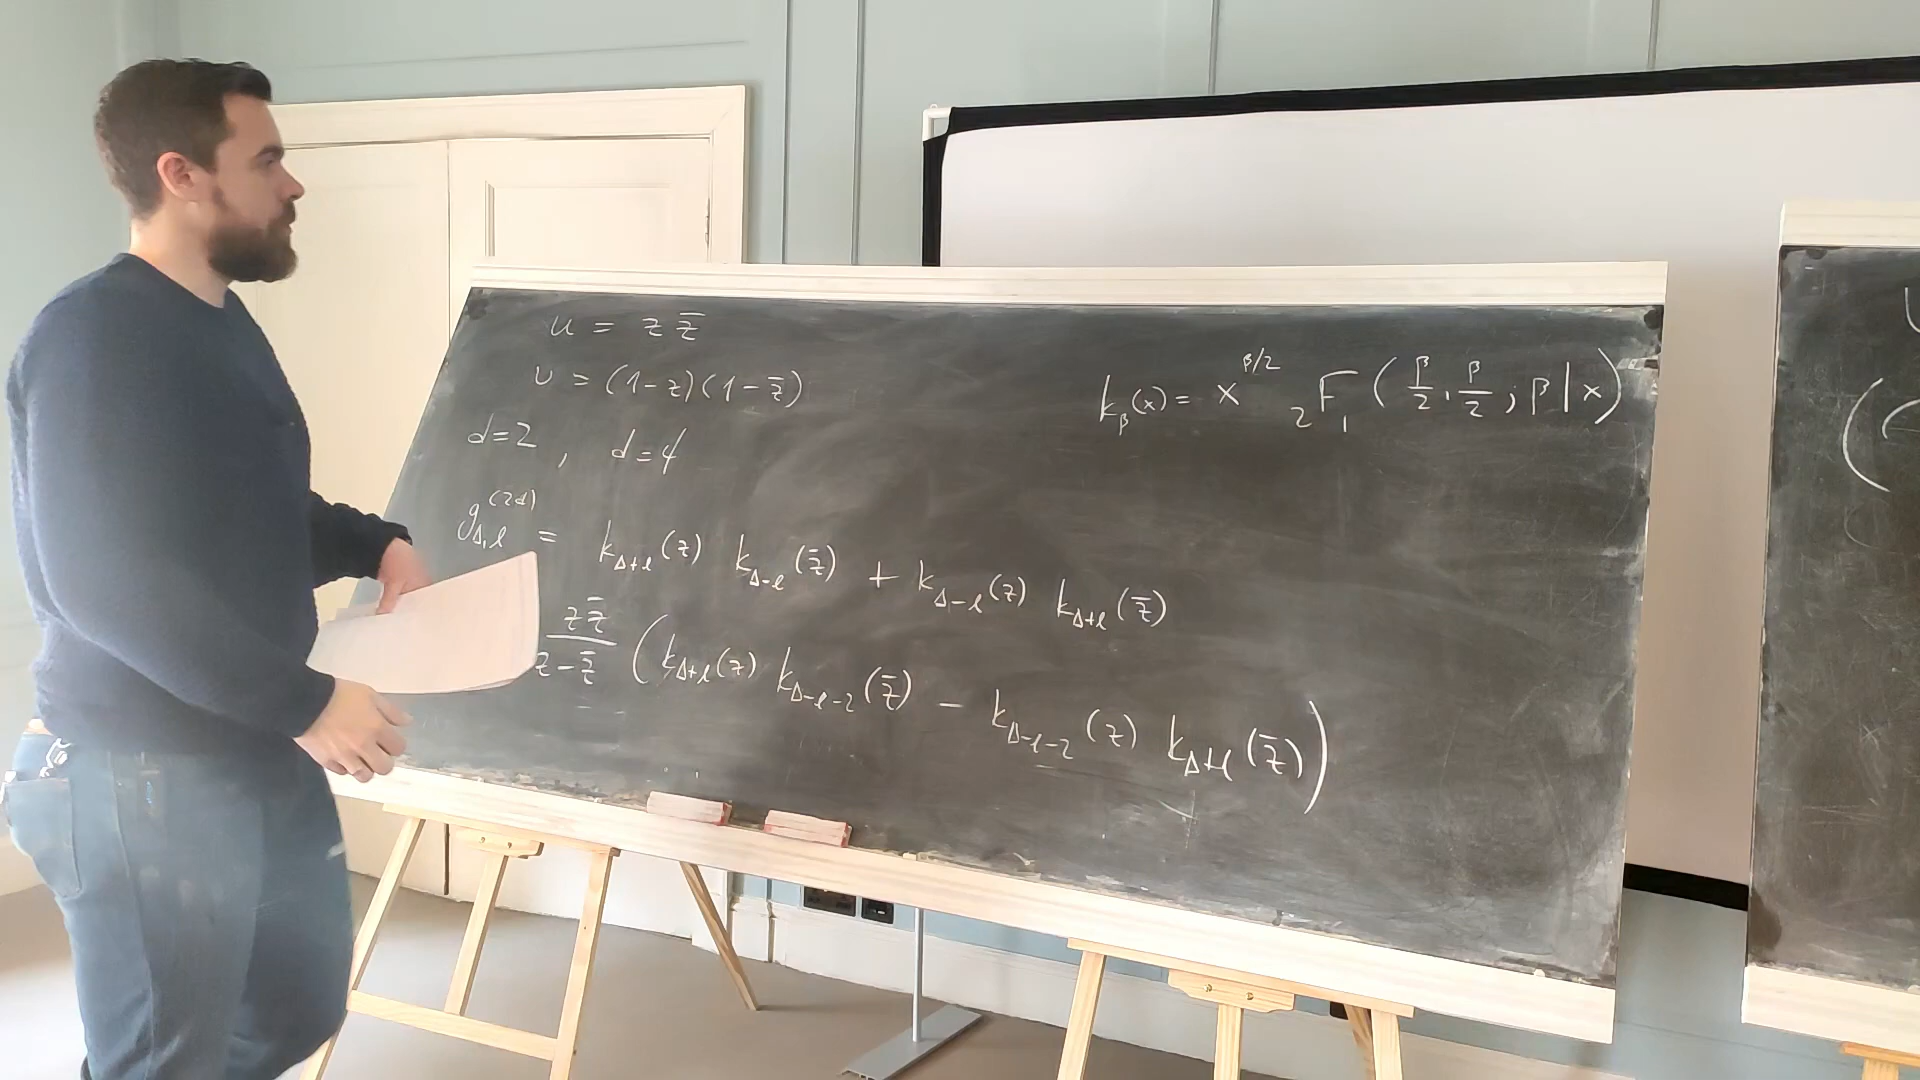 u = z z̄
v = (1-z)(1-z̄)
d=2 , d=4
g_{Δ,ℓ}^{(2d)} = k_{Δ+ℓ}(z) k_{Δ-ℓ}(z̄) + k_{Δ-ℓ}(z) k_{Δ+ℓ}(z̄)
z z̄ / z - z̄ ( k_{Δ+ℓ}(z) k_{Δ-ℓ-2}(z̄) - k_{Δ-ℓ-2}(z) k_{Δ+ℓ}(z̄) )
k_β(x) = x^{β/2} ₂F₁ ( β/2 , β/2 ; β | x )